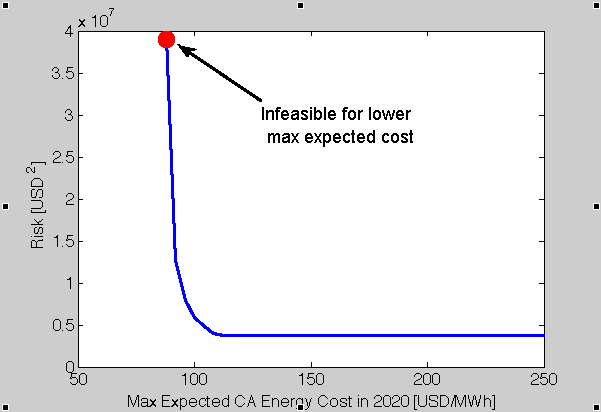 x 10^7
4
3.5
3
2.5
2
1.5
1
0.5
0
Risk [USD^2]
Infeasible for lower
max expected cost
50 100 150 200 250
Max Expected CA Energy Cost in 2020 [USD/MWh]